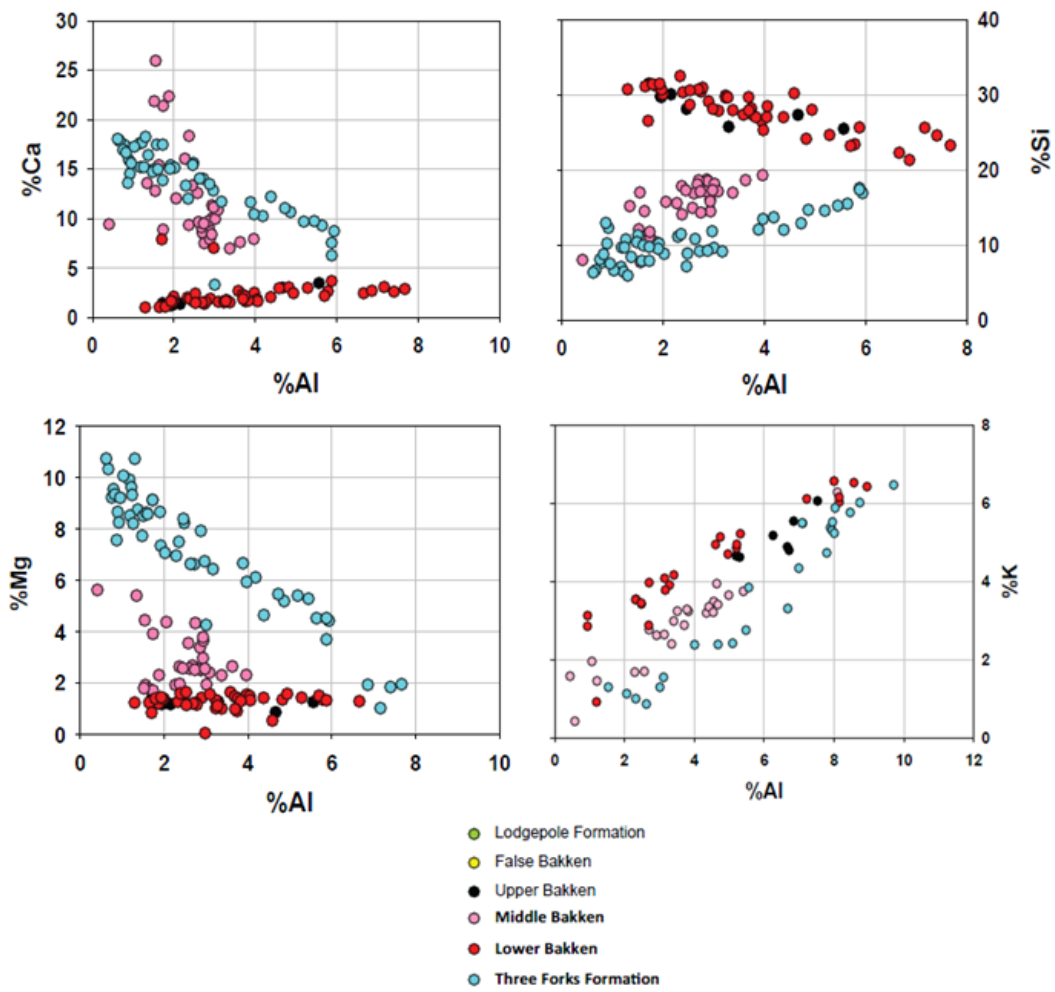 30
25
20
15
10
5
0
%Ca
0 2 4 6 8 10
%Al
40
30
20
10
0
%Si
0 2 4 6 8
%Al
12
10
8
6
4
2
0
%Mg
0 2 4 6 8 10
%Al
8
6
4
2
0
%K
0 2 4 6 8 10 12
%Al
Lodgepole Formation
False Bakken
Upper Bakken
Middle Bakken
Lower Bakken
Three Forks Formation